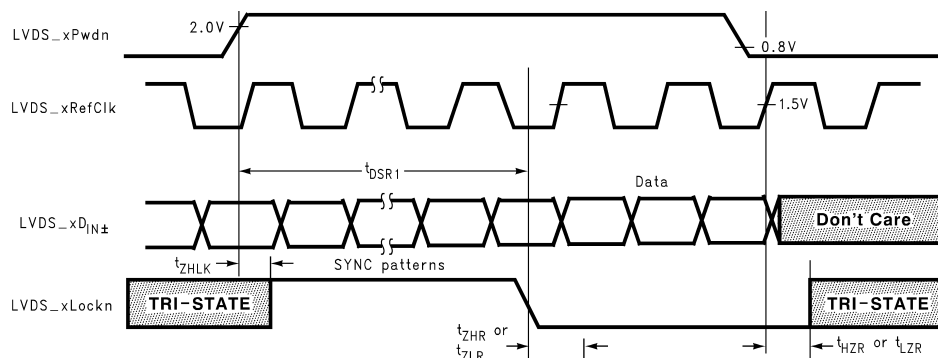 LVDS_xPwdn
2.0V
0.8V
LVDS_xRefClk
1.5V
tDSR1
Data
LVDS_xDIN±
Don't Care
tZHLK
SYNC patterns
LVDS_xLockn
TRI-STATE
TRI-STATE
tZHR or
tZLR
tHZR or tLZR